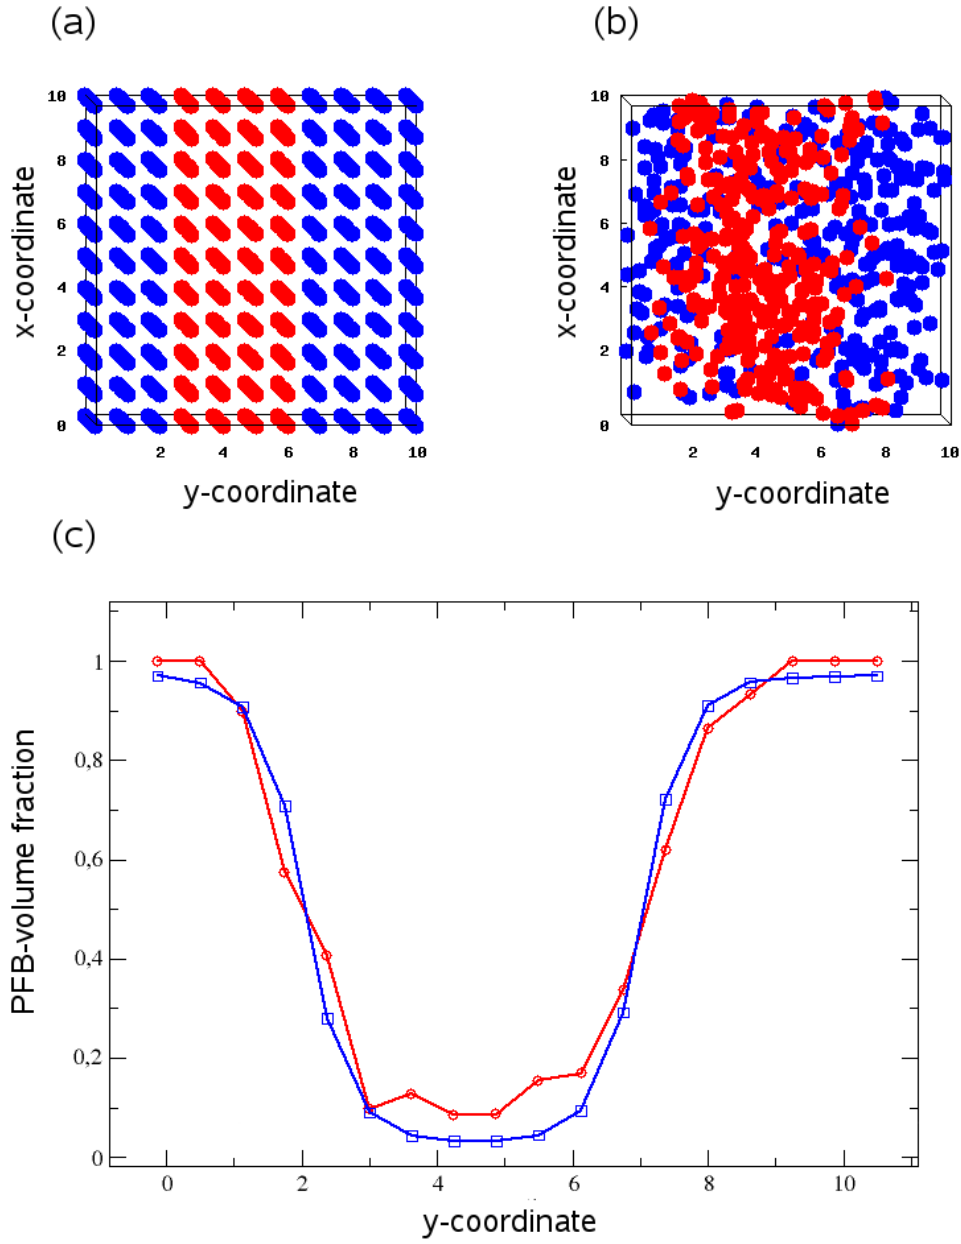 (a) (b)
10 10
8 8
6 6
4 4
2 2
0 0
2 4 6 8 10 2 4 6 8 10
x-coordinate x-coordinate
y-coordinate y-coordinate
(c)
1
0,8
0,6
0,4
0,2
0
PFB-volume fraction
0 2 4 6 8 10
y-coordinate